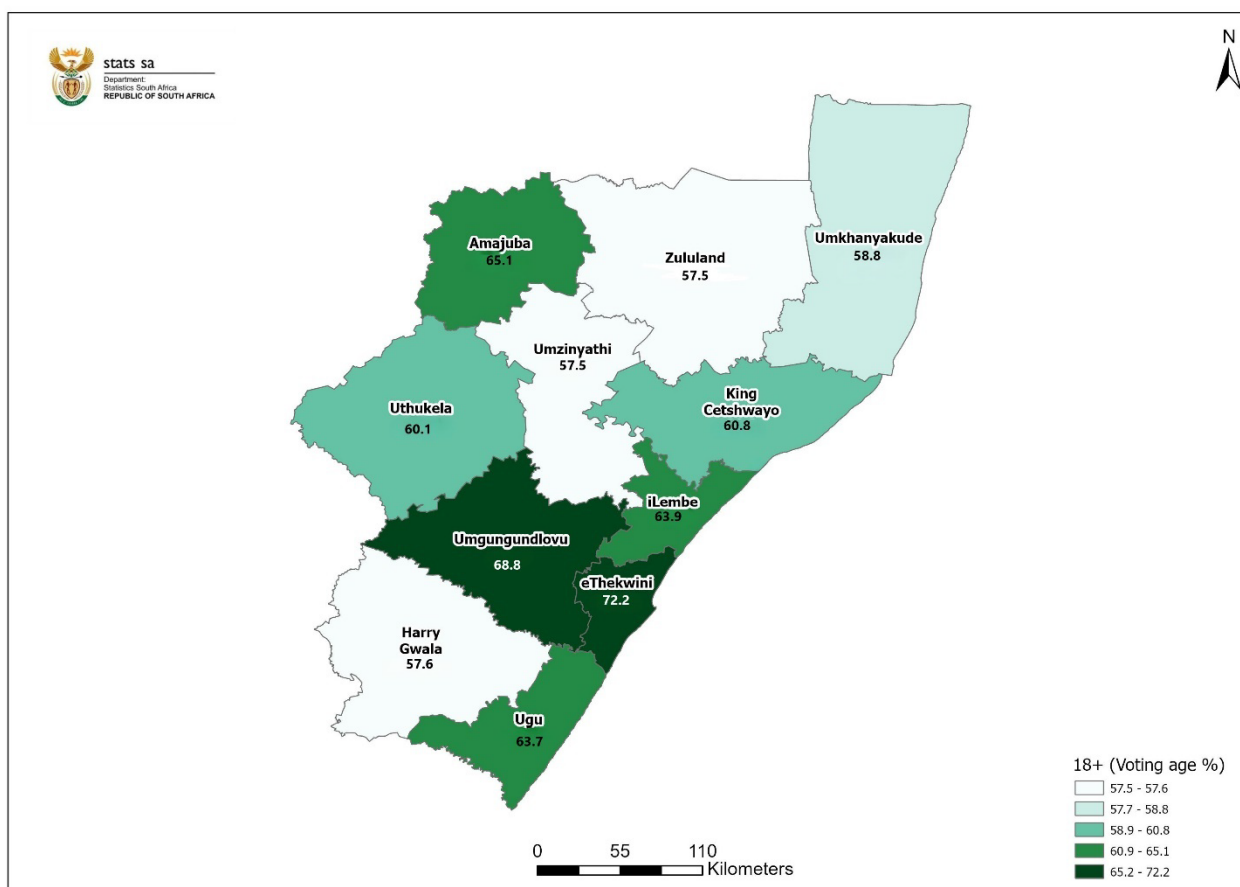 stats sa
Department:
Statistics South Africa
REPUBLIC OF SOUTH AFRICA
N
Amajuba
65.1
Zululand
57.5
Umkhanyakude
58.8
Umzinyathi
57.5
Uthukela
60.1
King
Cetshwayo
60.8
iLembe
63.9
Umgungundlovu
68.8
eThekwini
72.2
Harry
Gwala
57.6
Ugu
63.7
18+ (Voting age %)
57.5 - 57.6
57.7 - 58.8
58.9 - 60.8
60.9 - 65.1
65.2 - 72.2
0 55 110
Kilometers